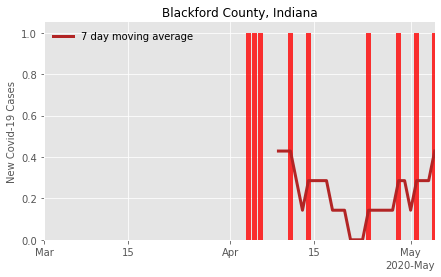 Blackford County, Indiana
7 day moving average
New Covid-19 Cases
1.0
0.8
0.6
0.4
0.2
0.0
Mar 15 Apr 15 May
2020-May